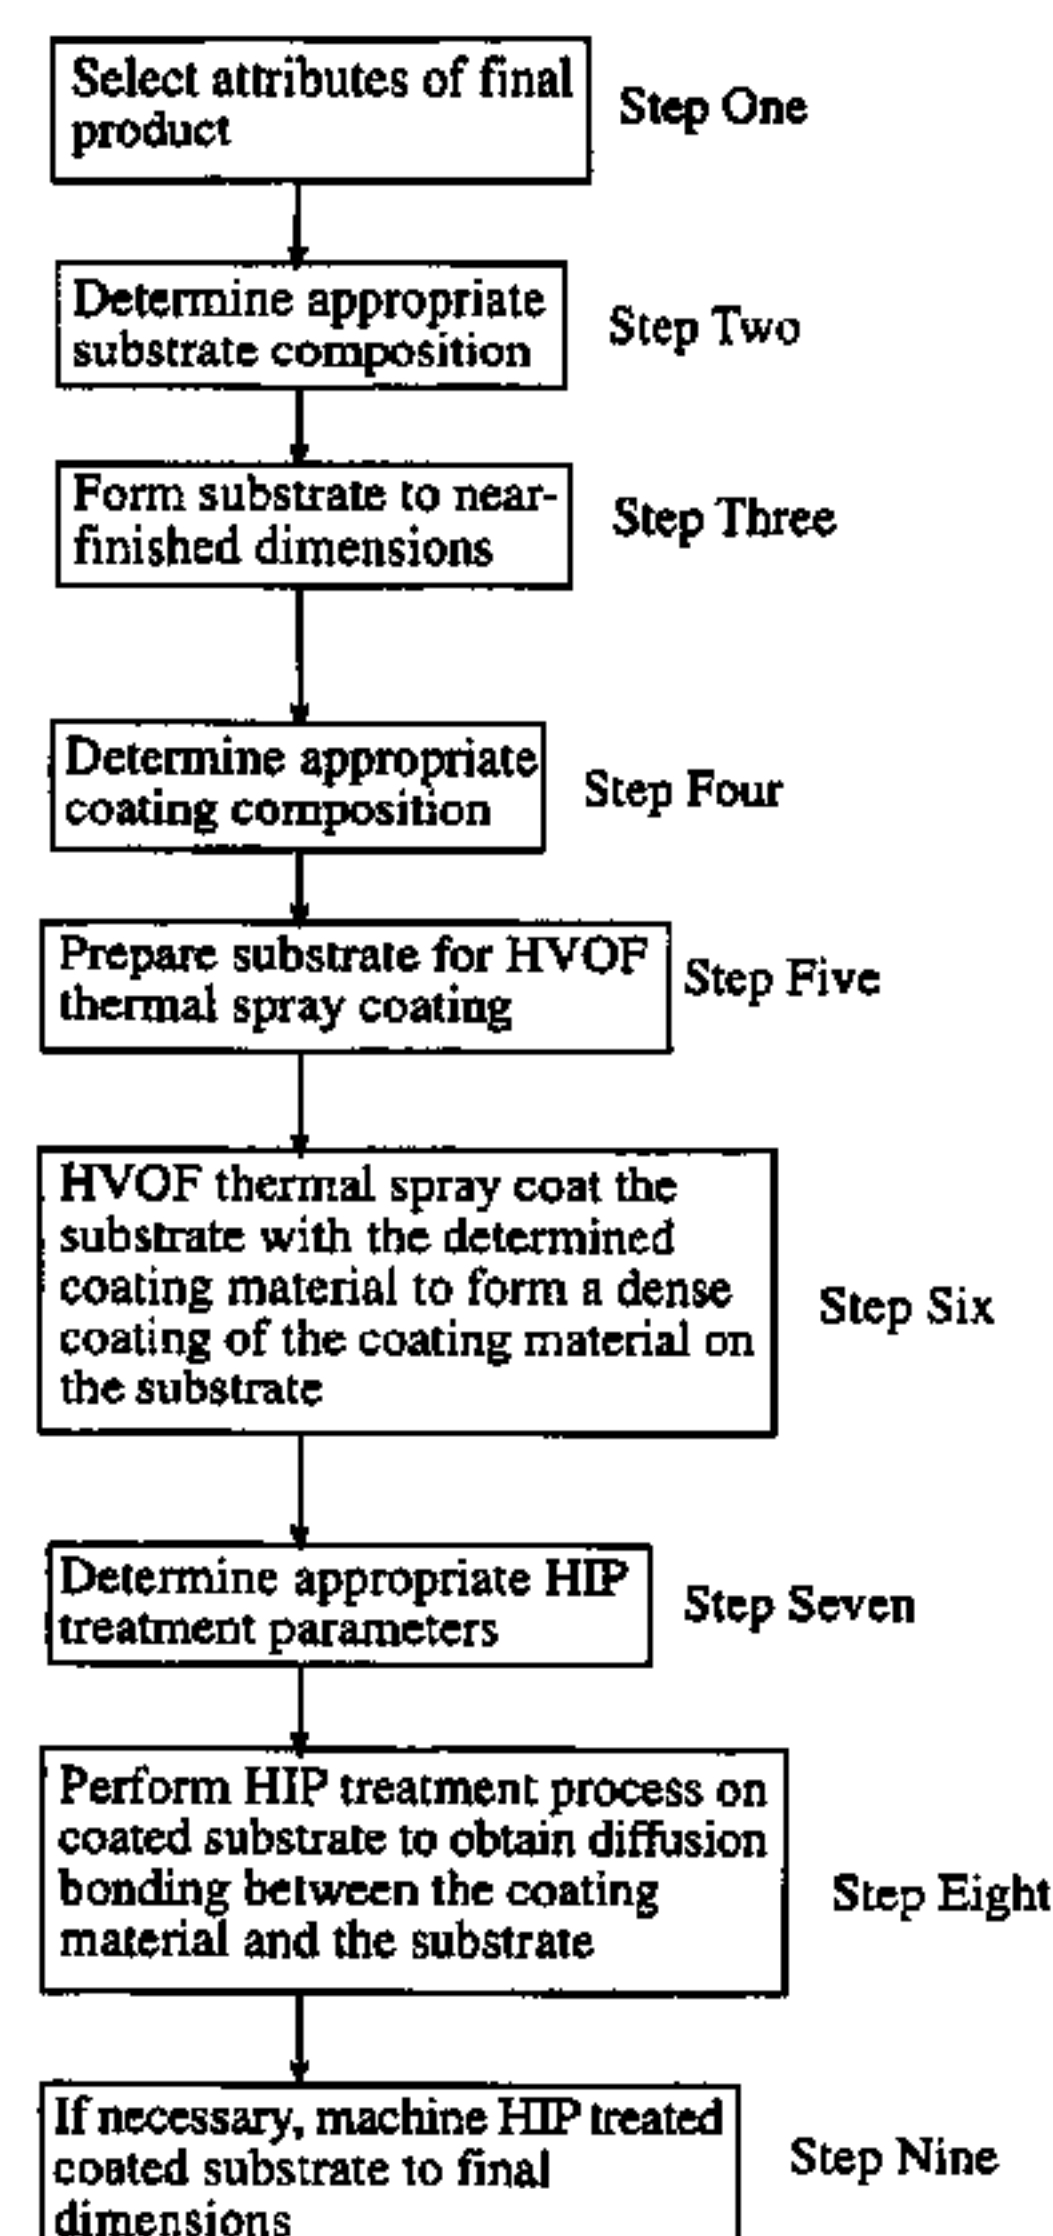 Select attributes of final
product
Step One
Determine appropriate
substrate composition
Step Two
Form substrate to near-
finished dimensions
Step Three
Determine appropriate
coating composition
Step Four
Prepare substrate for HVOF
thermal spray coating
Step Five
HVOF thermal spray coat the
substrate with the determined
coating material to form a dense
coating of the coating material on
the substrate
Step Six
Determine appropriate HIP
treatment parameters
Step Seven
Perform HIP treatment process on
coated substrate to obtain diffusion
bonding between the coating
material and the substrate
Step Eight
If necessary, machine HIP treated
coated substrate to final
dimensions
Step Nine